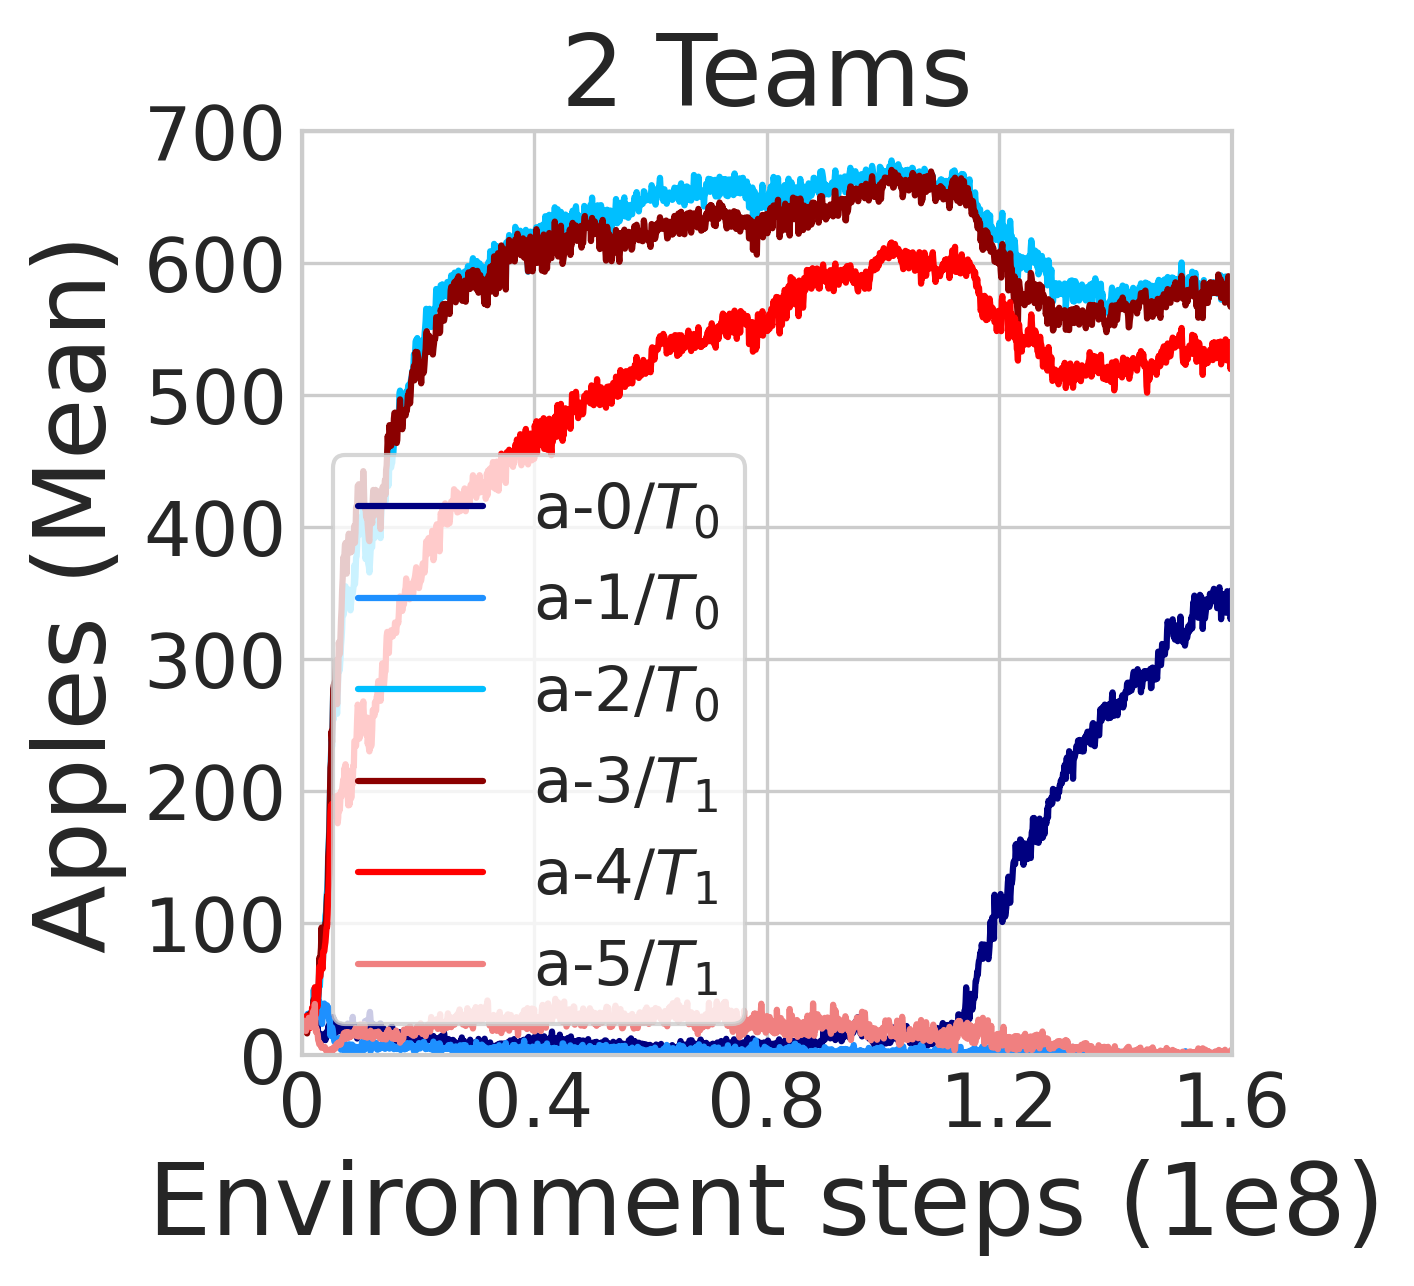 2 Teams
Apples (Mean)
700
600
500
400
300
200
100
0
a-0/T₀
a-1/T₀
a-2/T₀
a-3/T₁
a-4/T₁
a-5/T₁
0 0.4 0.8 1.2 1.6
Environment steps (1e8)